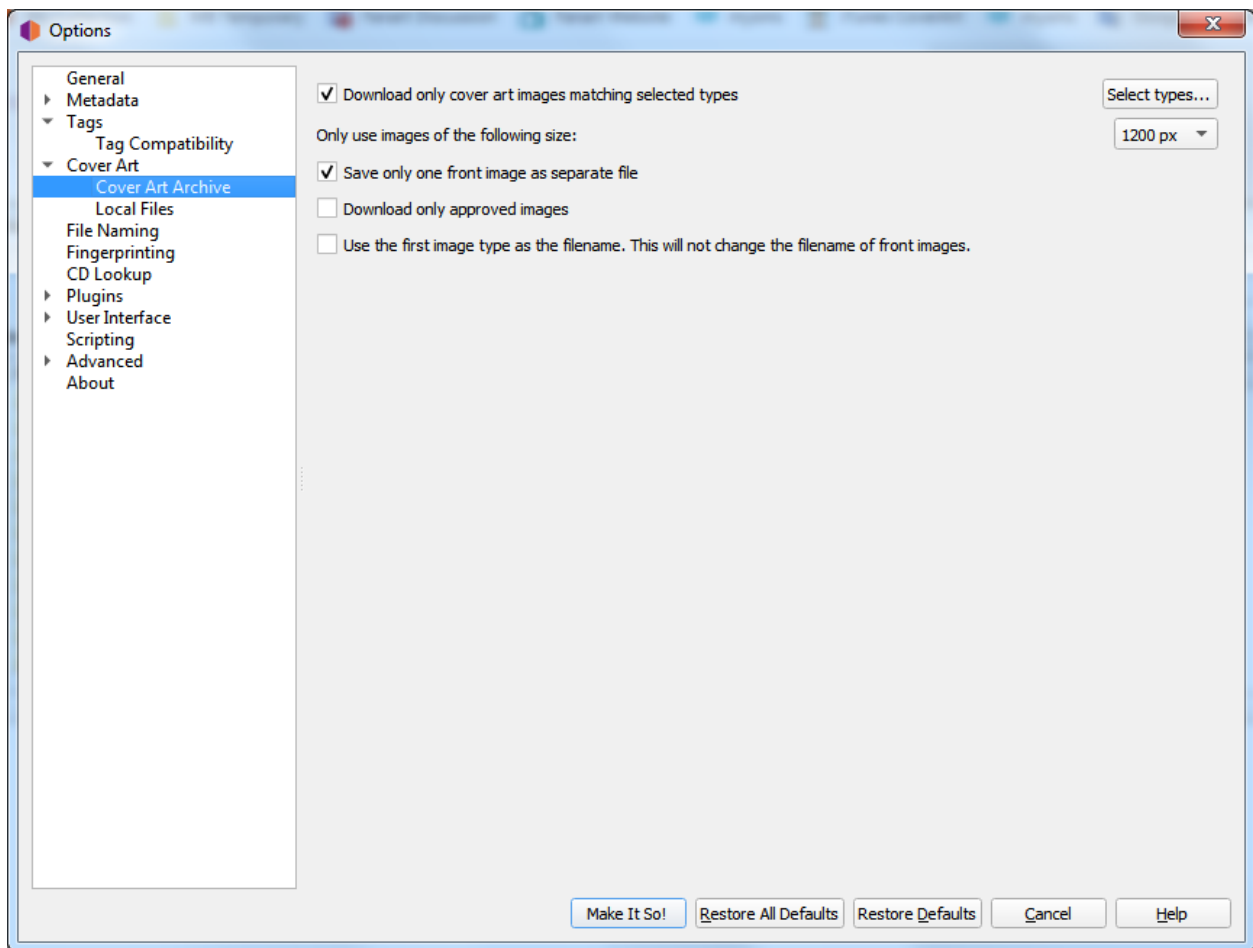 Options
General
Metadata
Tags
Tag Compatibility
Cover Art
Cover Art Archive
Local Files
File Naming
Fingerprinting
CD Lookup
Plugins
User Interface
Scripting
Advanced
About
Download only cover art images matching selected types
Select types...
Only use images of the following size:
1200 px
Save only one front image as separate file
Download only approved images
Use the first image type as the filename. This will not change the filename of front images.
Make It So!
Restore All Defaults
Restore Defaults
Cancel
Help